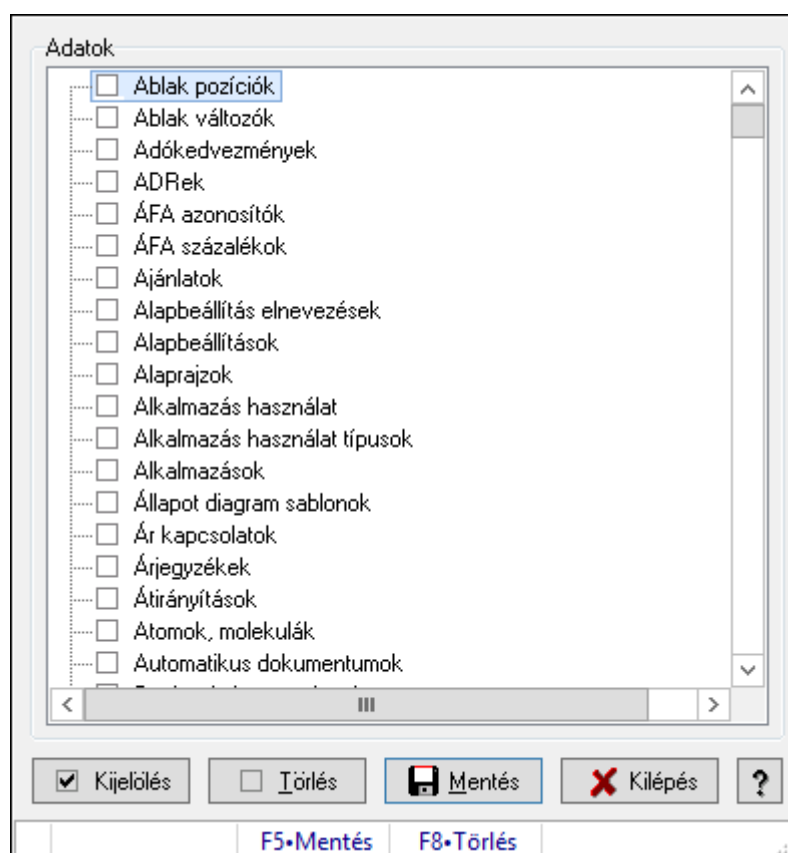 Adatok
Ablak pozíciók
Ablak változók
Adókedvezmények
ADRek
ÁFA azonosítók
ÁFA százalékok
Ajánlatok
Alapbeállítás elnevezések
Alapbeállítások
Alaprajzok
Alkalmazás használat
Alkalmazás használat típusok
Alkalmazások
Állapot diagram sablonok
Ár kapcsolatok
Árjegyzékek
Átirányítások
Atomok, molekulák
Automatikus dokumentumok
Kijelölés Törlés Mentés Kilépés ?
F5•Mentés F8•Törlés